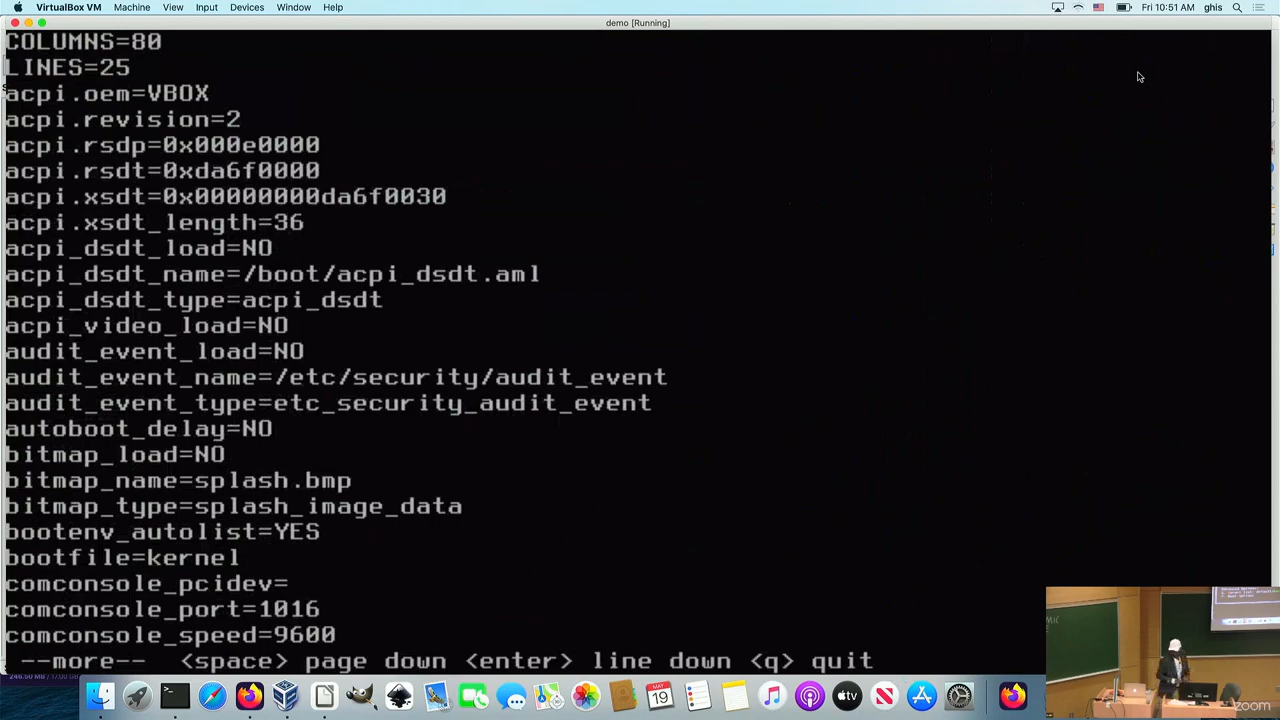 VirtualBox VM Machine View Input Devices Window Help Fri 10:51 AM ghis
demo [Running]
COLUMNS=80
LINES=25
acpi.oem=VBOX
acpi.revision=2
acpi.rsdp=0x000e0000
acpi.rsdt=0xda6f0000
acpi.xsdt=0x00000000da6f0030
acpi.xsdt_length=36
acpi_dsdt_load=NO
acpi_dsdt_name=/boot/acpi_dsdt.aml
acpi_dsdt_type=acpi_dsdt
acpi_video_load=NO
audit_event_load=NO
audit_event_name=/etc/security/audit_event
audit_event_type=etc_security_audit_event
autoboot_delay=NO
bitmap_load=NO
bitmap_name=splash.bmp
bitmap_type=splash_image_data
bootenv_autolist=YES
bootfile=kernel
comconsole_pcidev=
comconsole_port=1016
comconsole_speed=9600
--more-- <space> page down <enter> line down <q> quit
MAY
19
tv
zoom